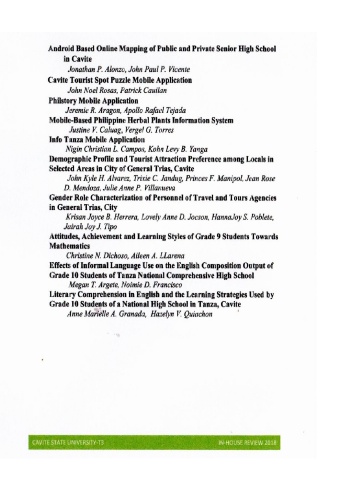 Android Based Online Mapping of Public and Private Senior High School
in Cavite
Jonathan P. Alonzo, John Paul P. Vicente
Cavite Tourist Spot Puzzle Mobile Application
John Noel Rosas, Patrick Causlan
Philstory Mobile Application
Jeremie R. Aragon, Apollo Rafael Tejada
Mobile-Based Philippine Herbal Plants Information System
Justine V. Caluag, Vergel G. Torres
Info Tanza Mobile Application
Nigin Christian L. Campos, Kohn Levy B. Yanga
Demographic Profile and Tourist Attraction Preference among Locals in
Selected Areas in City of General Trias, Cavite
John Kyle H. Alvarez, Trixie C. Jandug, Princes F. Manipol, Jean Rose
D. Mendoza, Julie Anne P. Villanueva
Gender Role Characterization of Personnel of Travel and Tours Agencies
in General Trias, City
Krisan Joyce B. Herrera, Lovely Anne D. Jocson, HannaJoy S. Poblete,
Jairah Joy J. Tipo
Attitudes, Achievement and Learning Styles of Grade 9 Students Towards
Mathematics
Christine N. Dichoso, Aileen A. LLarena
Effects of Informal Language Use on the English Composition Output of
Grade 10 Students of Tanza National Comprehensive High School
Megan T. Argete, Noimie D. Francisco
Literary Comprehension in English and the Learning Strategies Used by
Grade 10 Students of a National High School in Tanza, Cavite
Anne Marielle A. Granada, Hazelyn V. Quiachon
CAVITE STATE UNIVERSITY-T3 IN-HOUSE REVIEW 2018